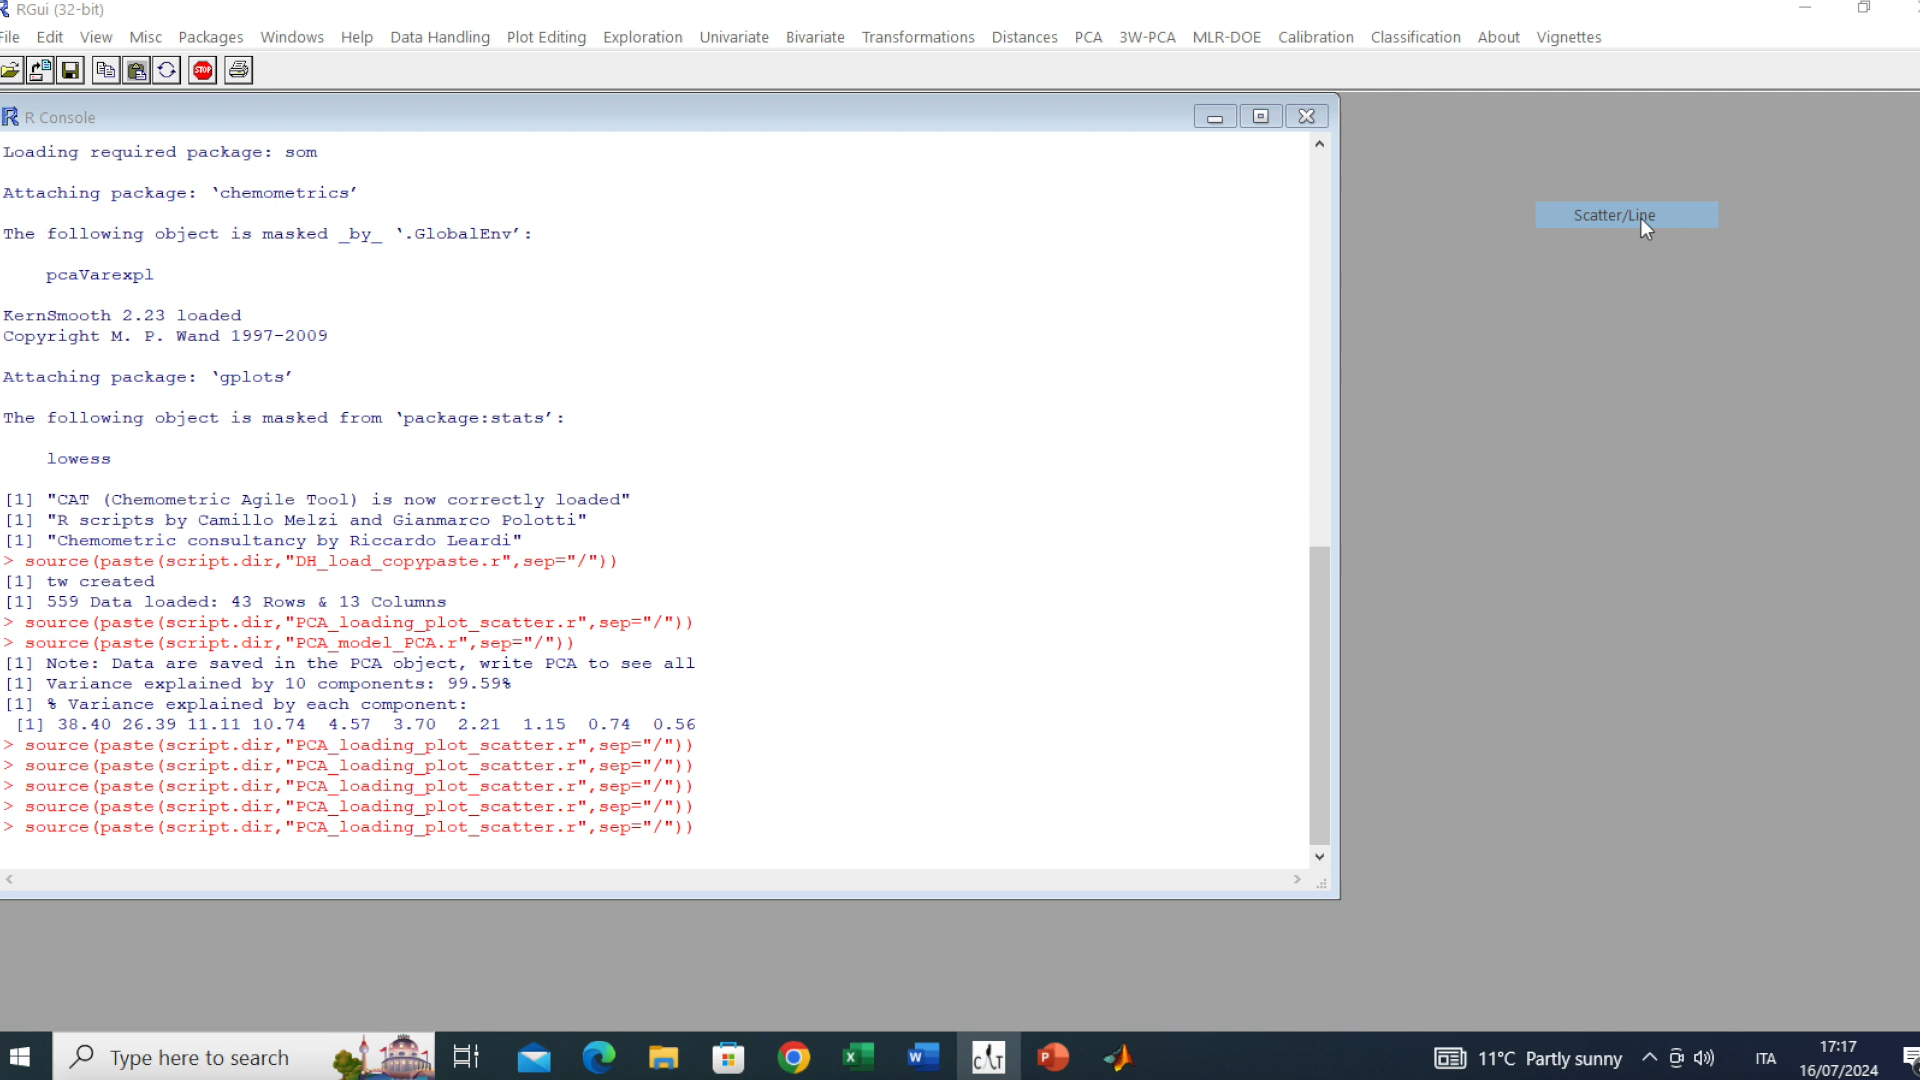 RGui (32-bit)
File Edit View Misc Packages Windows Help Data Handling Plot Editing Exploration Univariate Bivariate Transformations Distances PCA 3W-PCA MLR-DOE Calibration Classification About Vignettes
STOP
R Console
Loading required package: som
Attaching package: ‘chemometrics’
The following object is masked _by_ ‘.GlobalEnv’:
pcaVarexpl
KernSmooth 2.23 loaded
Copyright M. P. Wand 1997-2009
Attaching package: ‘gplots’
The following object is masked from ‘package:stats’:
lowess
[1] "CAT (Chemometric Agile Tool) is now correctly loaded"
[1] "R scripts by Camillo Melzi and Gianmarco Polotti"
[1] "Chemometric consultancy by Riccardo Leardi"
> source(paste(script.dir,"DH_load_copypaste.r",sep="/"))
[1] tw created
[1] 559 Data loaded: 43 Rows & 13 Columns
> source(paste(script.dir,"PCA_loading_plot_scatter.r",sep="/"))
> source(paste(script.dir,"PCA_model_PCA.r",sep="/"))
[1] Note: Data are saved in the PCA object, write PCA to see all
[1] Variance explained by 10 components: 99.59%
[1] % Variance explained by each component:
[1] 38.40 26.39 11.11 10.74 4.57 3.70 2.21 1.15 0.74 0.56
> source(paste(script.dir,"PCA_loading_plot_scatter.r",sep="/"))
> source(paste(script.dir,"PCA_loading_plot_scatter.r",sep="/"))
> source(paste(script.dir,"PCA_loading_plot_scatter.r",sep="/"))
> source(paste(script.dir,"PCA_loading_plot_scatter.r",sep="/"))
> source(paste(script.dir,"PCA_loading_plot_scatter.r",sep="/"))
Scatter/Line
Type here to search
CAT
11°C Partly sunny
ITA
17:17
16/07/2024